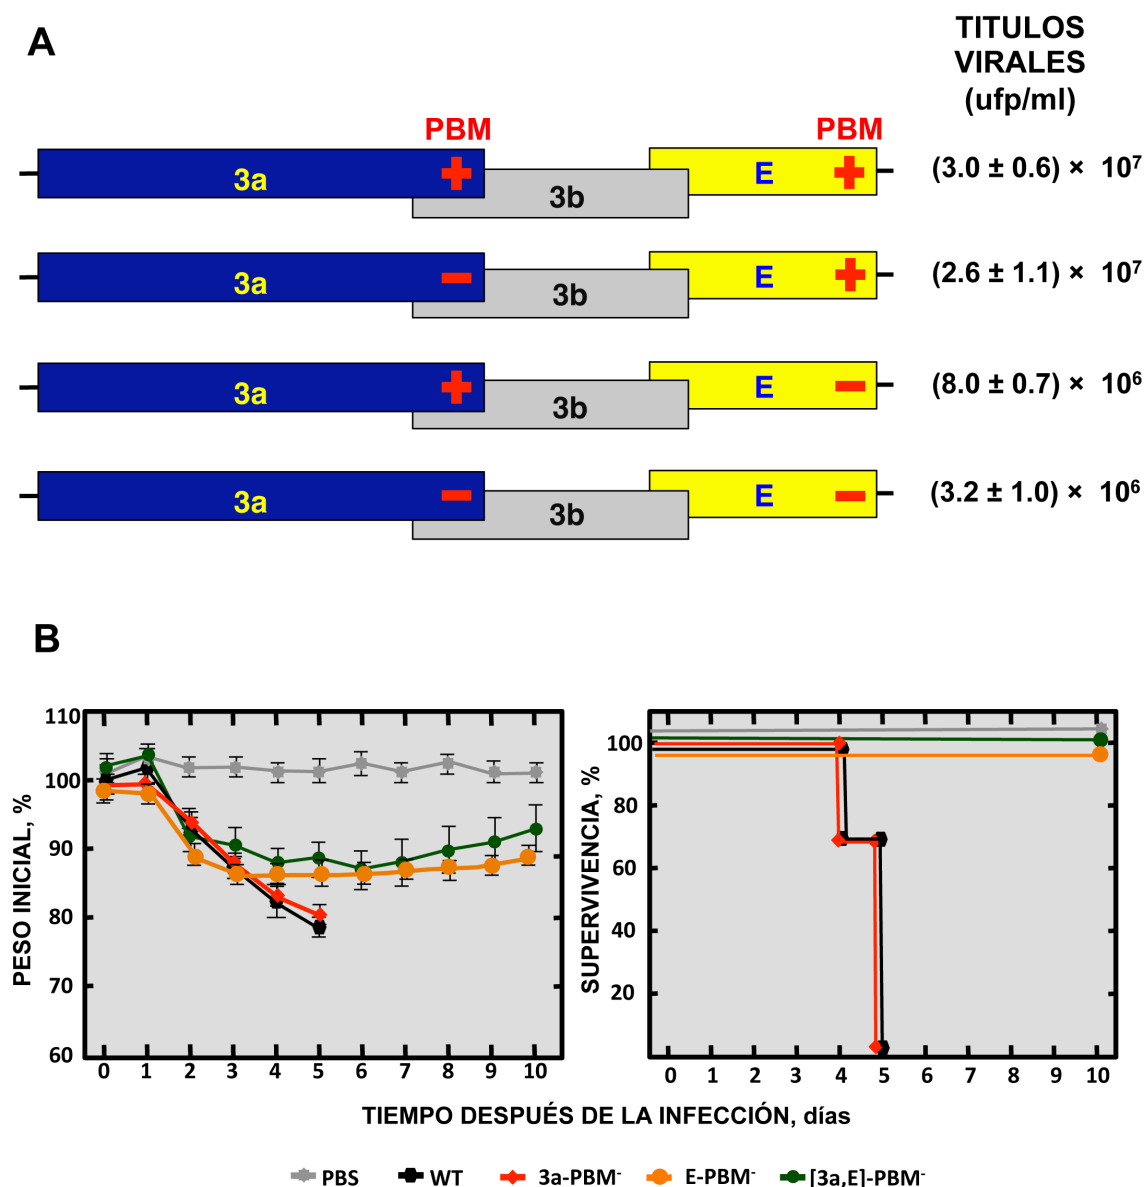 A
TITULOS
VIRALES
(ufp/ml)
PBM
PBM
3a + 3b E + (3.0 ± 0.6) × 10⁷
3a − 3b E + (2.6 ± 1.1) × 10⁷
3a + 3b E − (8.0 ± 0.7) × 10⁶
3a − 3b E − (3.2 ± 1.0) × 10⁶
B
PESO INICIAL, %
110
100
90
80
70
60
0 1 2 3 4 5 6 7 8 9 10
SUPERVIVENCIA, %
100
80
60
40
20
0 1 2 3 4 5 6 7 8 9 10
TIEMPO DESPUÉS DE LA INFECCIÓN, días
PBS WT 3a-PBM⁻ E-PBM⁻ [3a,E]-PBM⁻